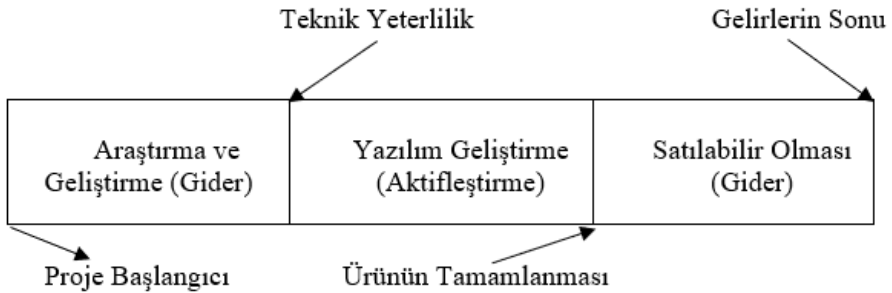 Teknik Yeterlilik
Gelirlerin Sonu
Araştırma ve
Geliştirme (Gider)
Yazılım Geliştirme
(Aktifleştirme)
Satılabilir Olması
(Gider)
Proje Başlangıcı
Ürünün Tamamlanması